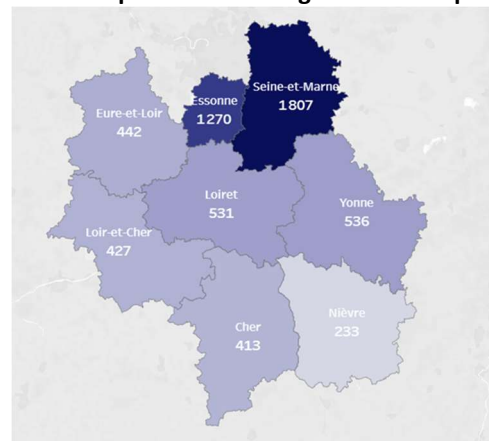 Seine-et-Marne
1807
Essonne
1270
Eure-et-Loir
442
Loiret
531
Yonne
536
Loir-et-Cher
427
Cher
413
Nièvre
233